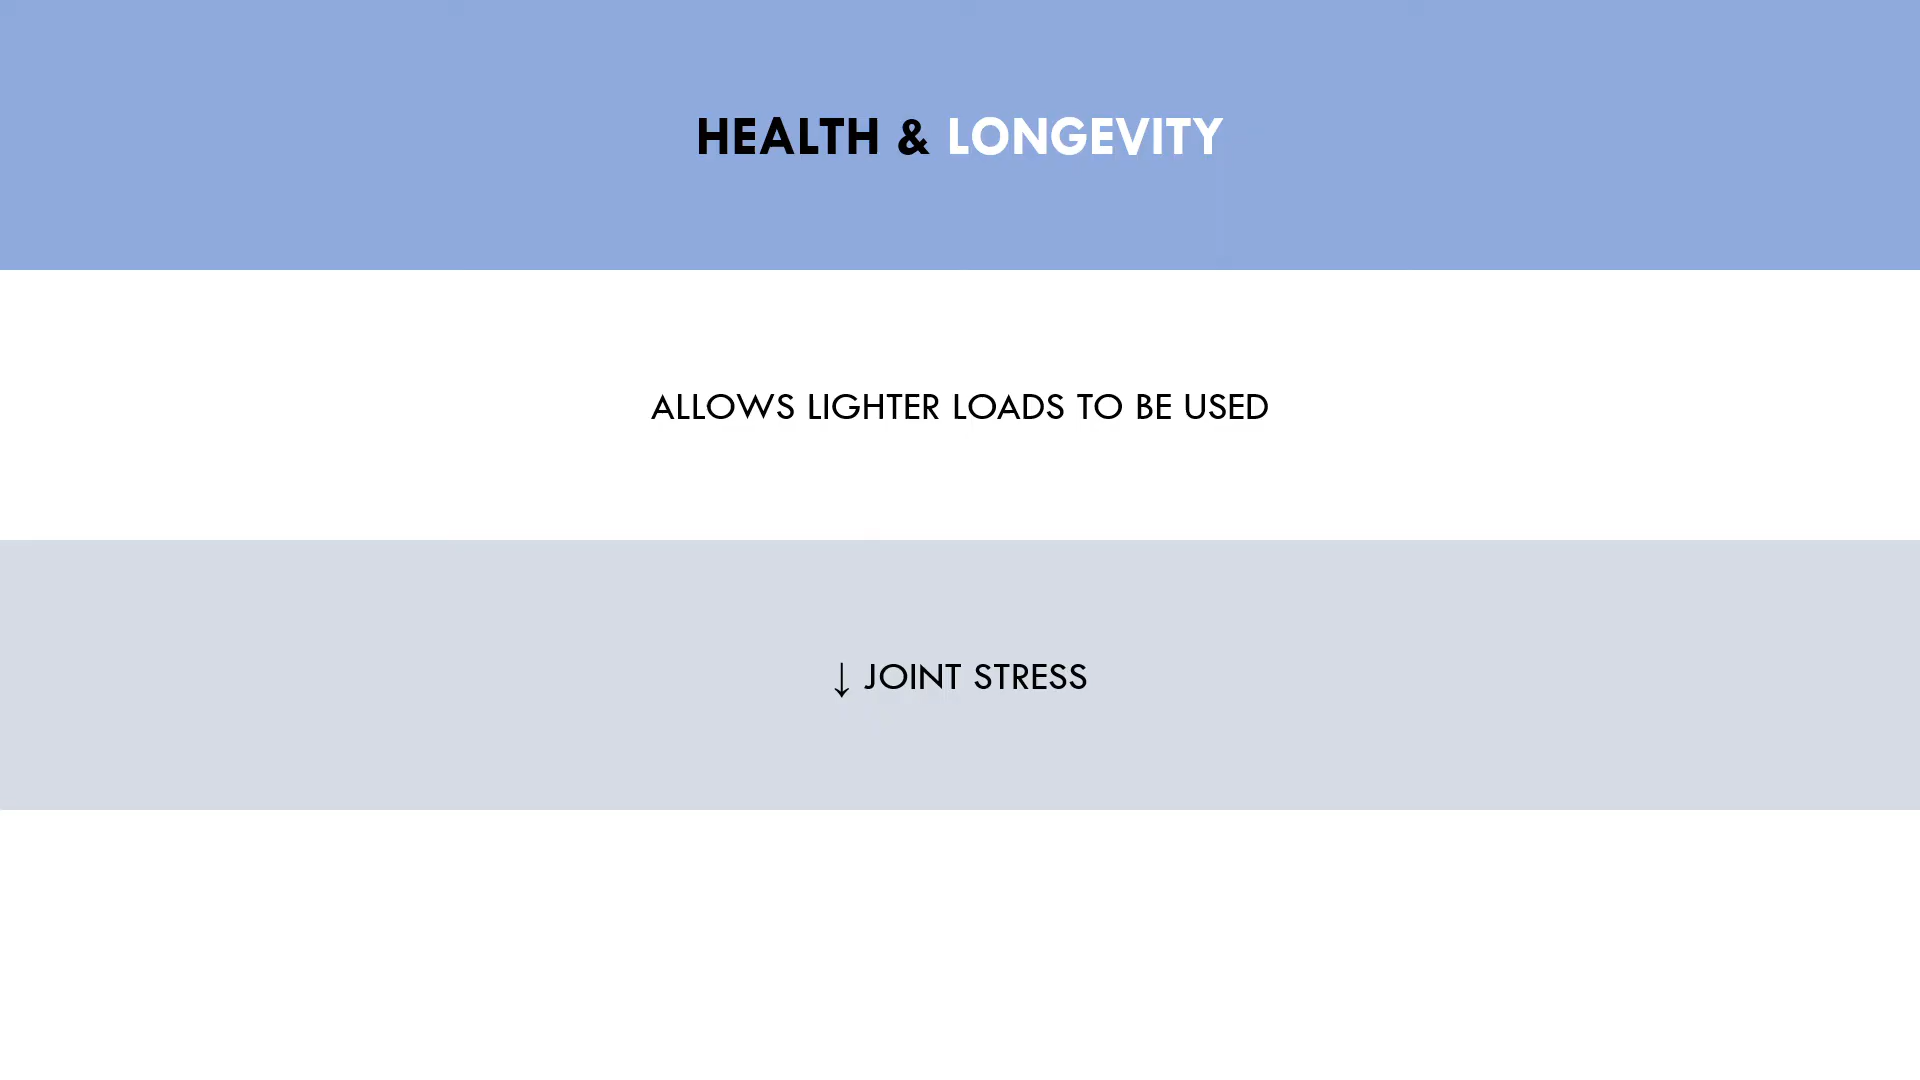 HEALTH & LONGEVITY
ALLOWS LIGHTER LOADS TO BE USED
↓ JOINT STRESS